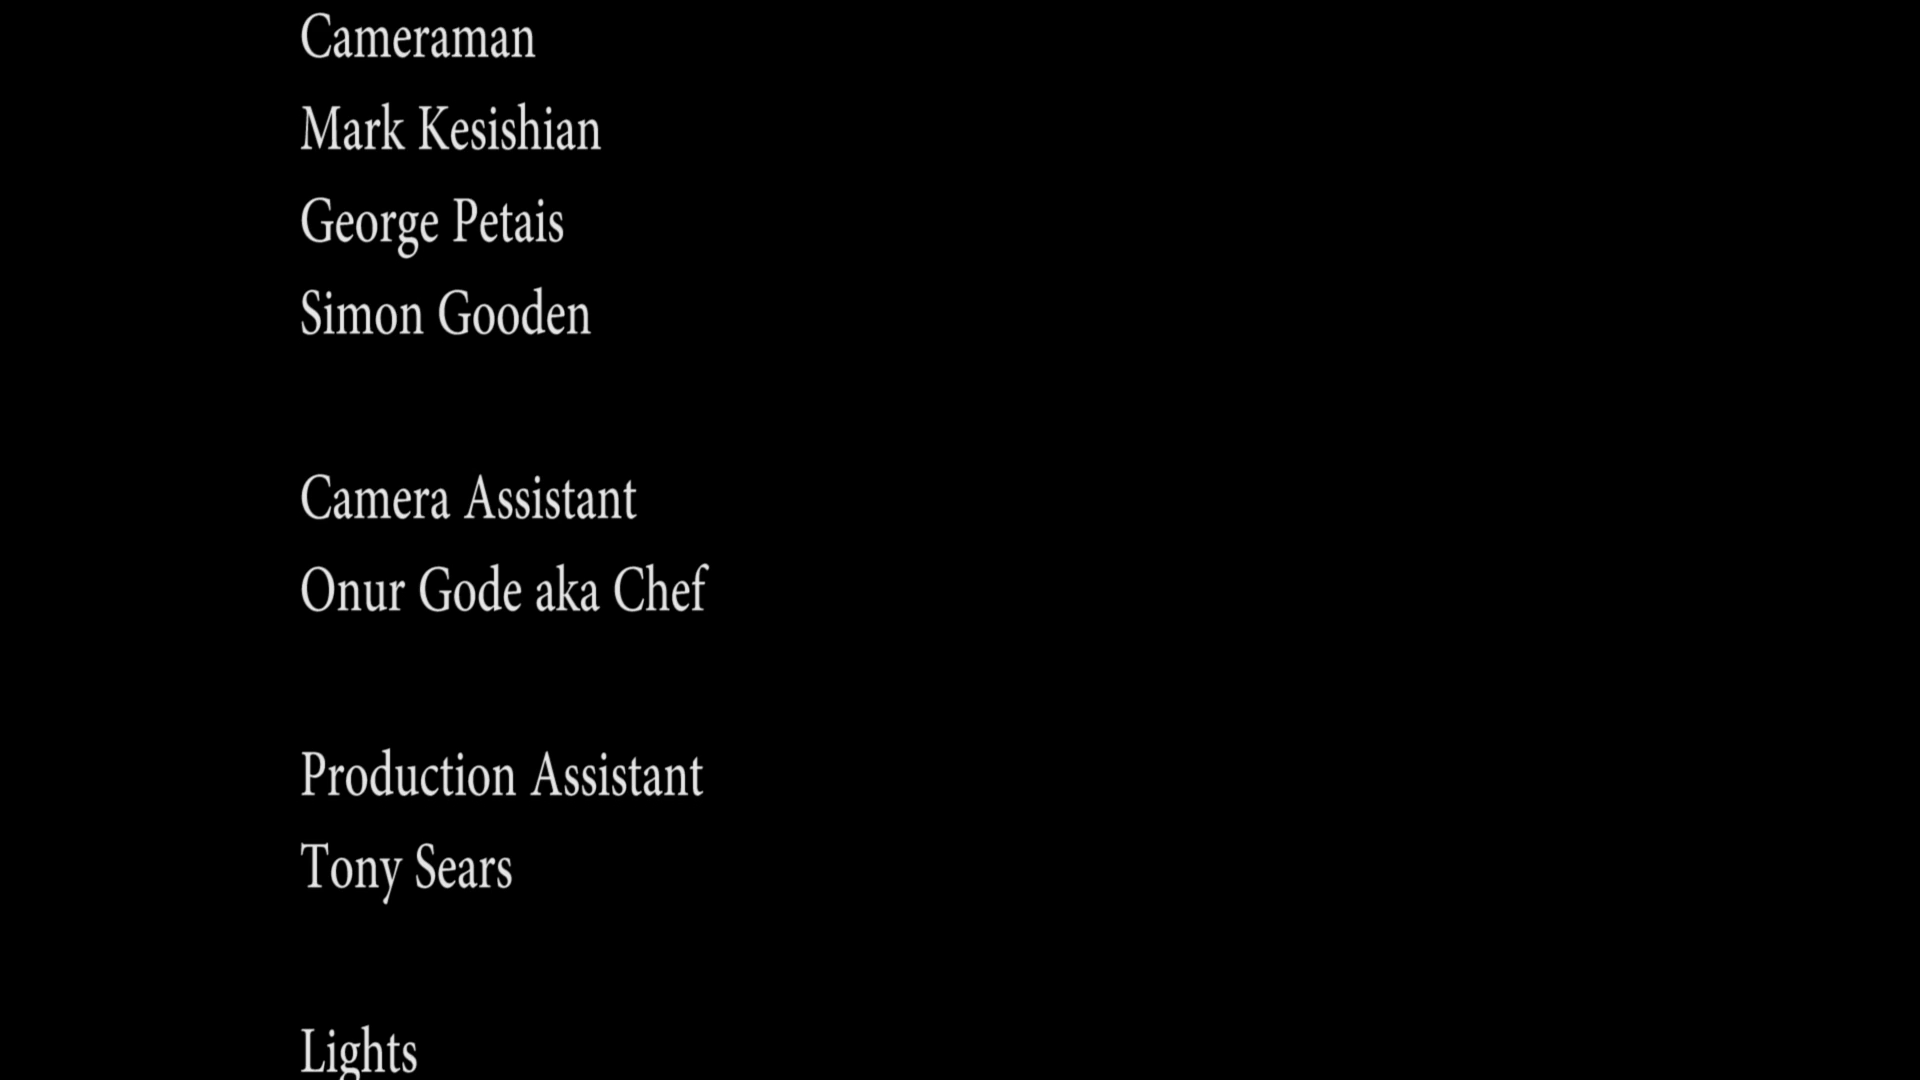 Cameraman
Mark Kesishian
George Petais
Simon Gooden
Camera Assistant
Onur Gode aka Chef
Production Assistant
Tony Sears
Lights